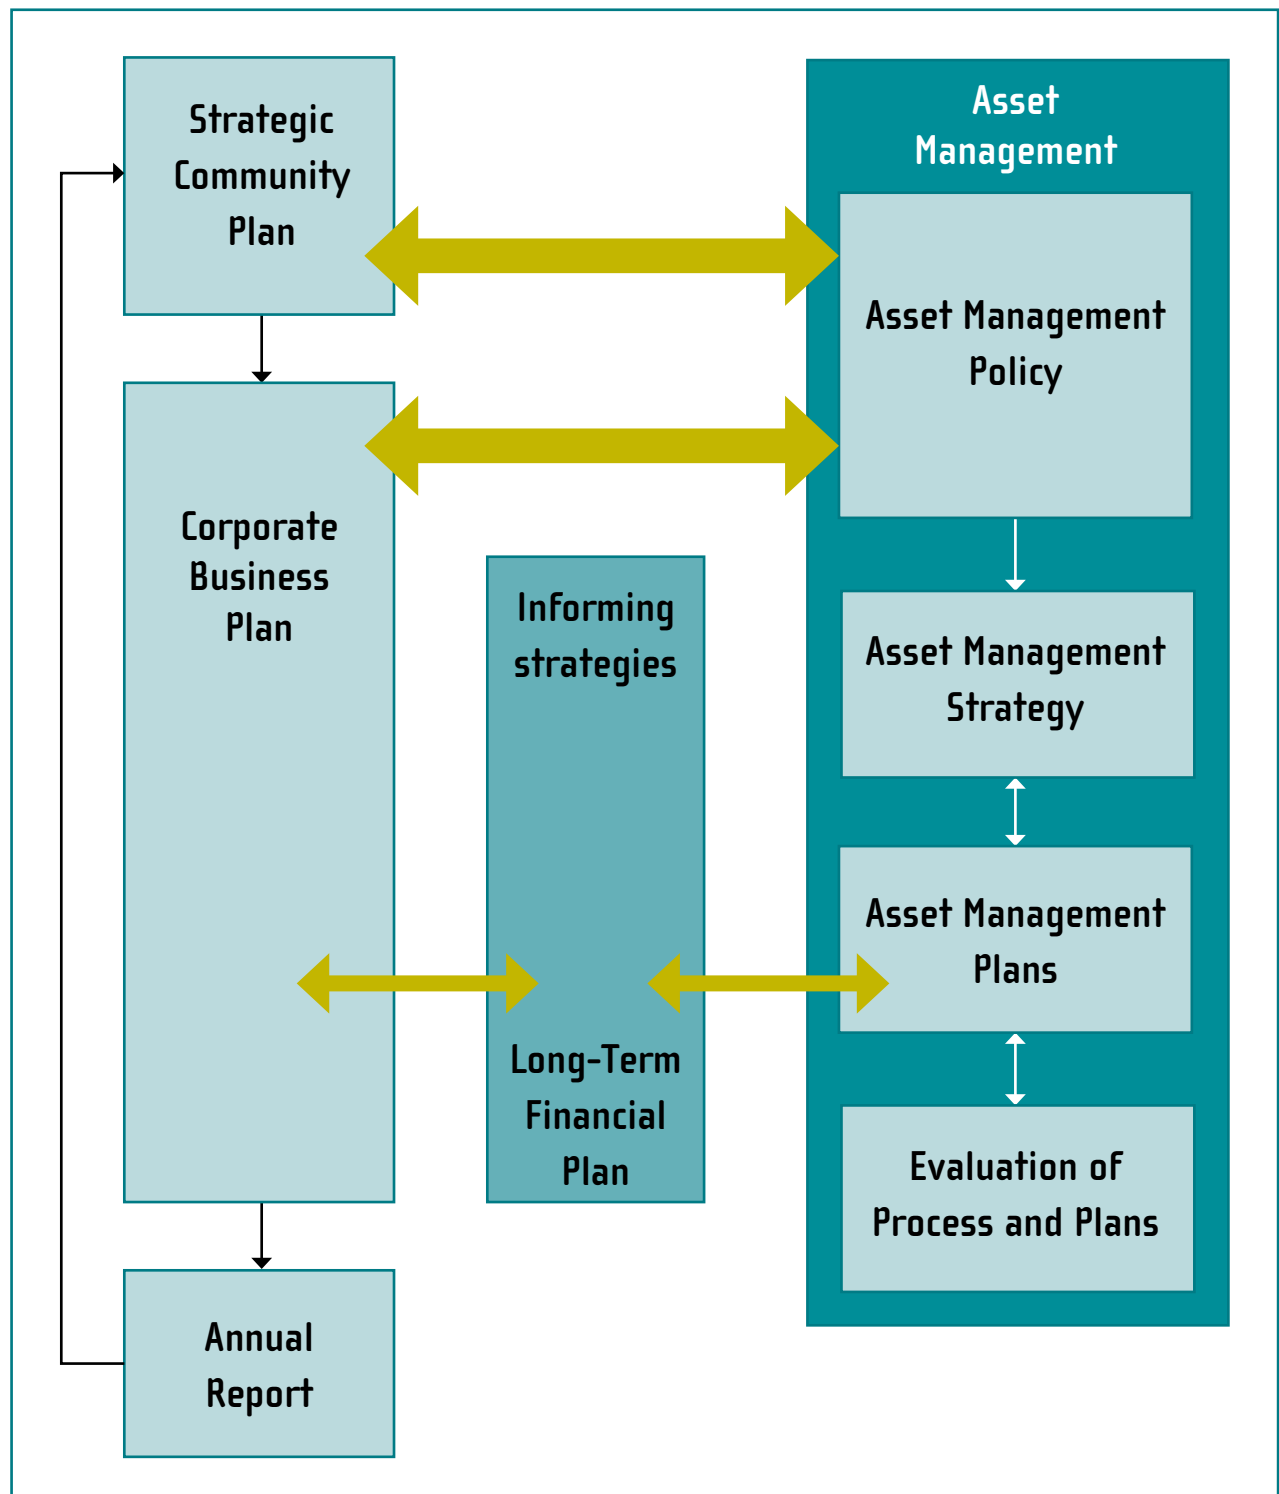 Strategic
Community
Plan
Corporate
Business
Plan
Annual
Report
Informing
strategies
Long-Term
Financial
Plan
Asset
Management
Asset Management
Policy
Asset Management
Strategy
Asset Management
Plans
Evaluation of
Process and Plans